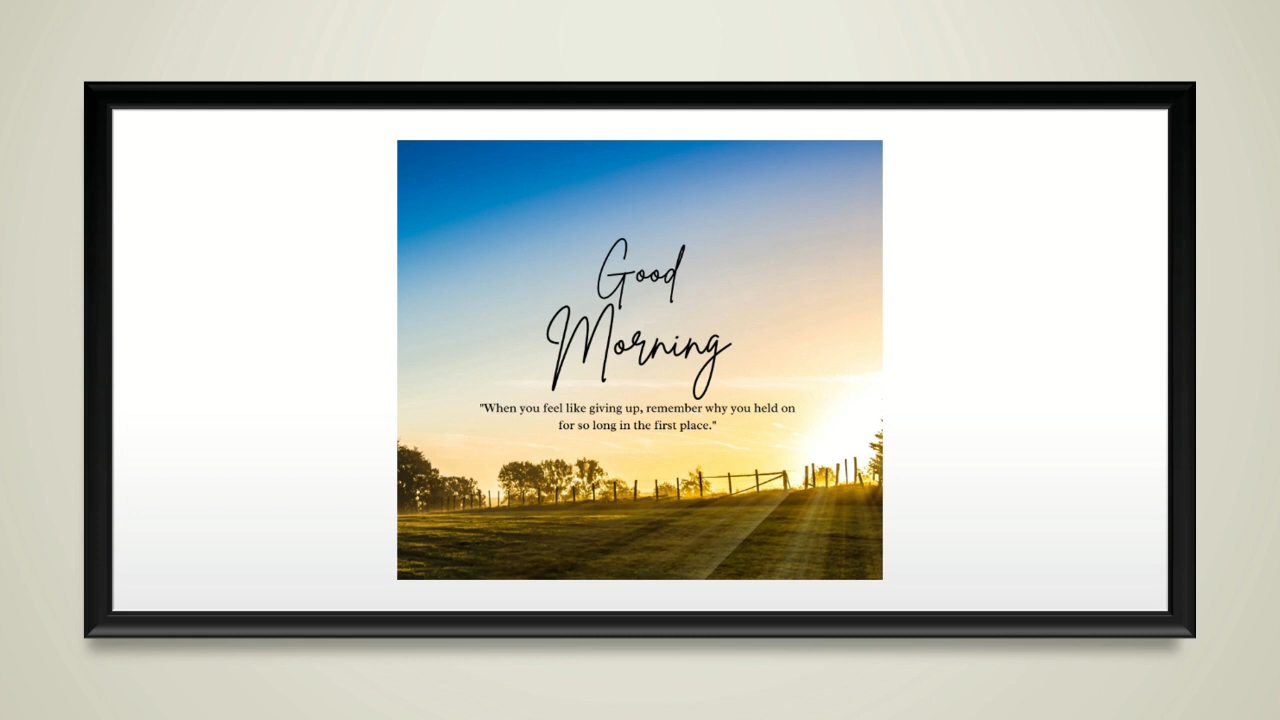 Good
Morning
"When you feel like giving up, remember why you held on
for so long in the first place."